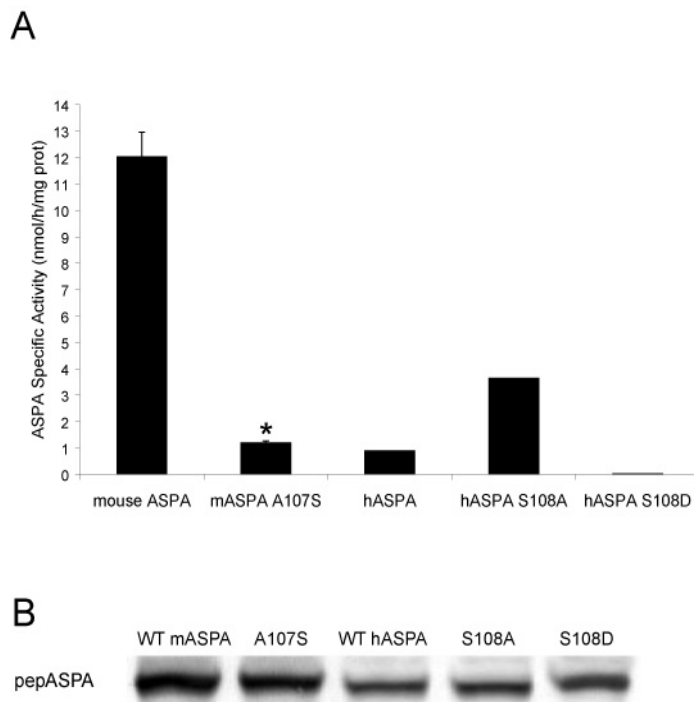 A
ASPA Specific Activity (nmol/h/mg prot)
14
13
12
11
10
9
8
7
6
5
4
3
2
1
0
*
mouse ASPA mASPA A107S hASPA hASPA S108A hASPA S108D
B
WT mASPA A107S WT hASPA S108A S108D
pepASPA